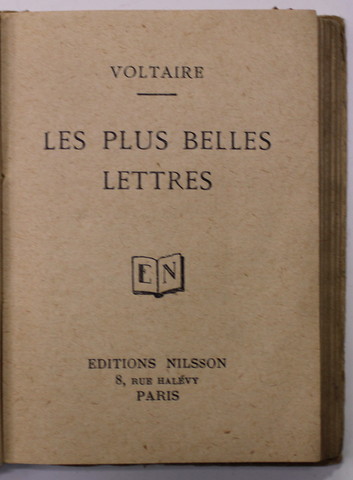 VOLTAIRE
LES PLUS BELLES
LETTRES
EN
EDITIONS NILSSON
8, RUE HALÉVY
PARIS